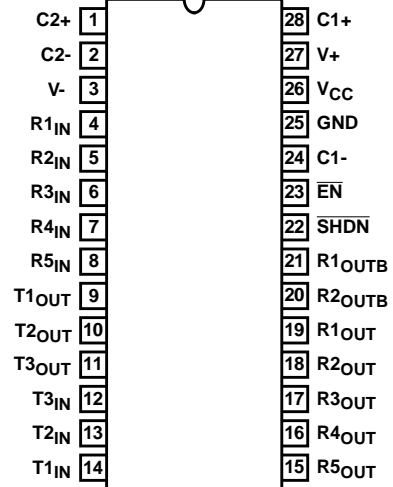 C2+ 1 28 C1+
C2- 2 27 V+
V- 3 26 VCC
R1IN 4 25 GND
R2IN 5 24 C1-
R3IN 6 23 EN
R4IN 7 22 SHDN
R5IN 8 21 R1OUTB
T1OUT 9 20 R2OUTB
T2OUT 10 19 R1OUT
T3OUT 11 18 R2OUT
T3IN 12 17 R3OUT
T2IN 13 16 R4OUT
T1IN 14 15 R5OUT